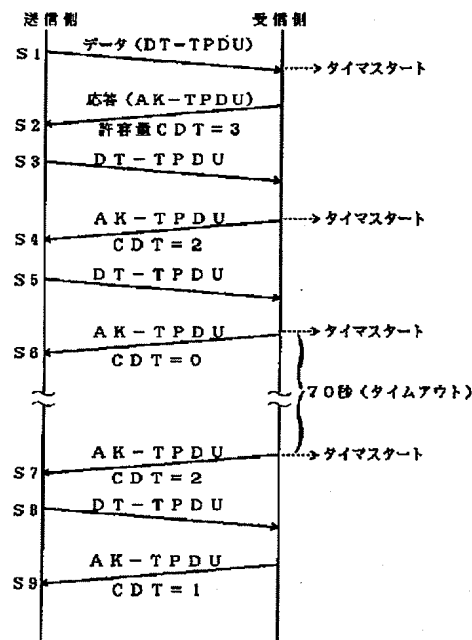 送信側 受信側
S1 データ(DT-TPDU)
タイマスタート
応答(AK-TPDU)
S2 許容量CDT=3
S3 DT-TPDU
AK-TPDU タイマスタート
S4 CDT=2
S5 DT-TPDU
AK-TPDU タイマスタート
S6 CDT=0
70秒(タイムアウト)
AK-TPDU タイマスタート
S7 CDT=2
S8 DT-TPDU
AK-TPDU
S9 CDT=1